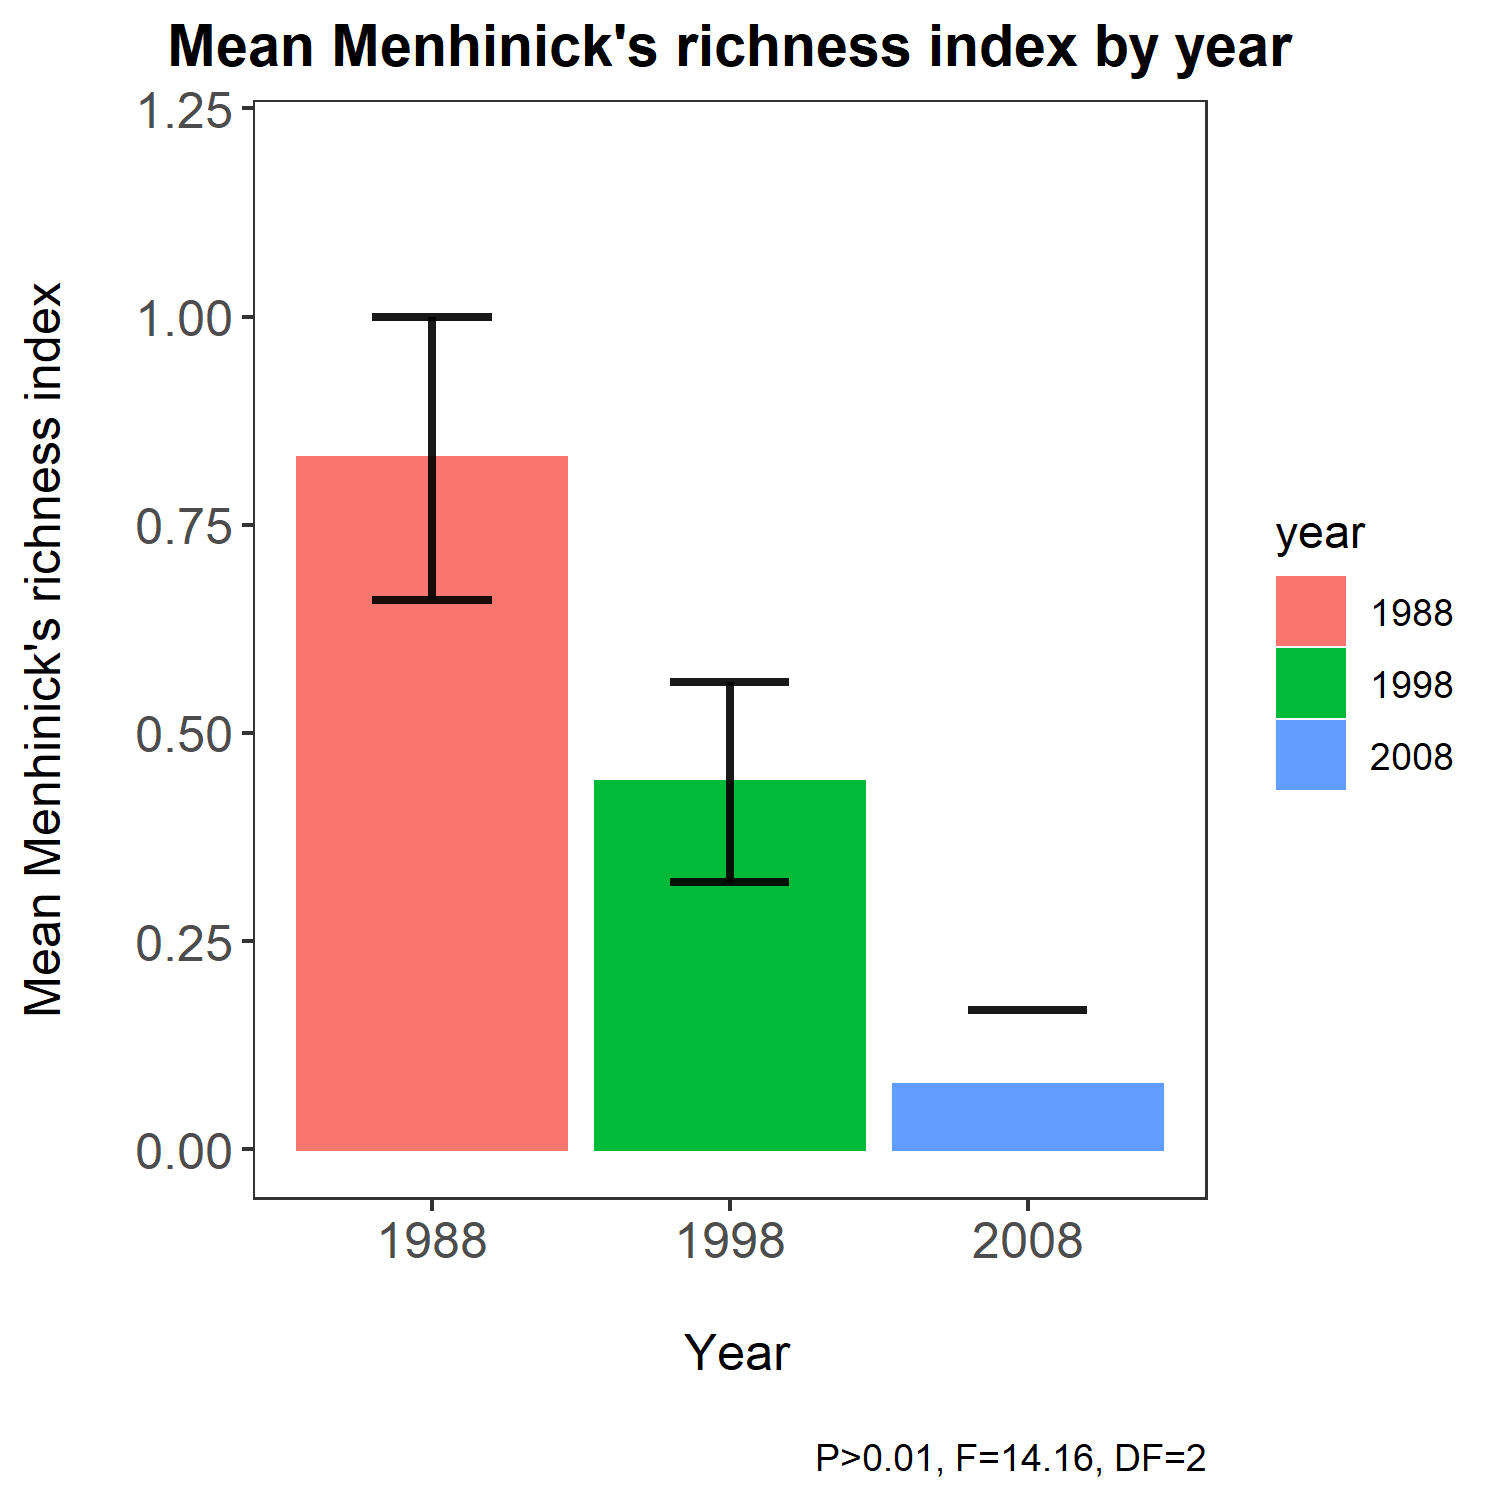 Mean Menhinick's richness index by year
Mean Menhinick's richness index
1.25
1.00
0.75
0.50
0.25
0.00
1988
1998
2008
Year
year
1988
1998
2008
P>0.01, F=14.16, DF=2